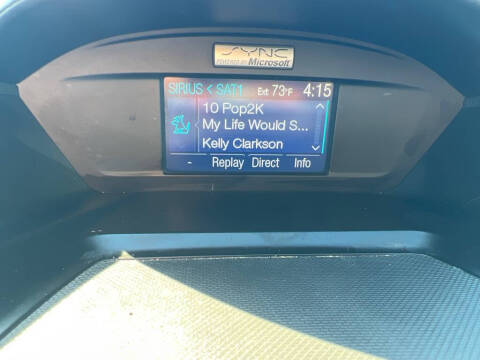 SYNC
POWERED BY Microsoft
SIRIUS < SAT1 Ext 73°F 4:15
10 Pop2K
My Life Would S...
Kelly Clarkson
- Replay Direct Info